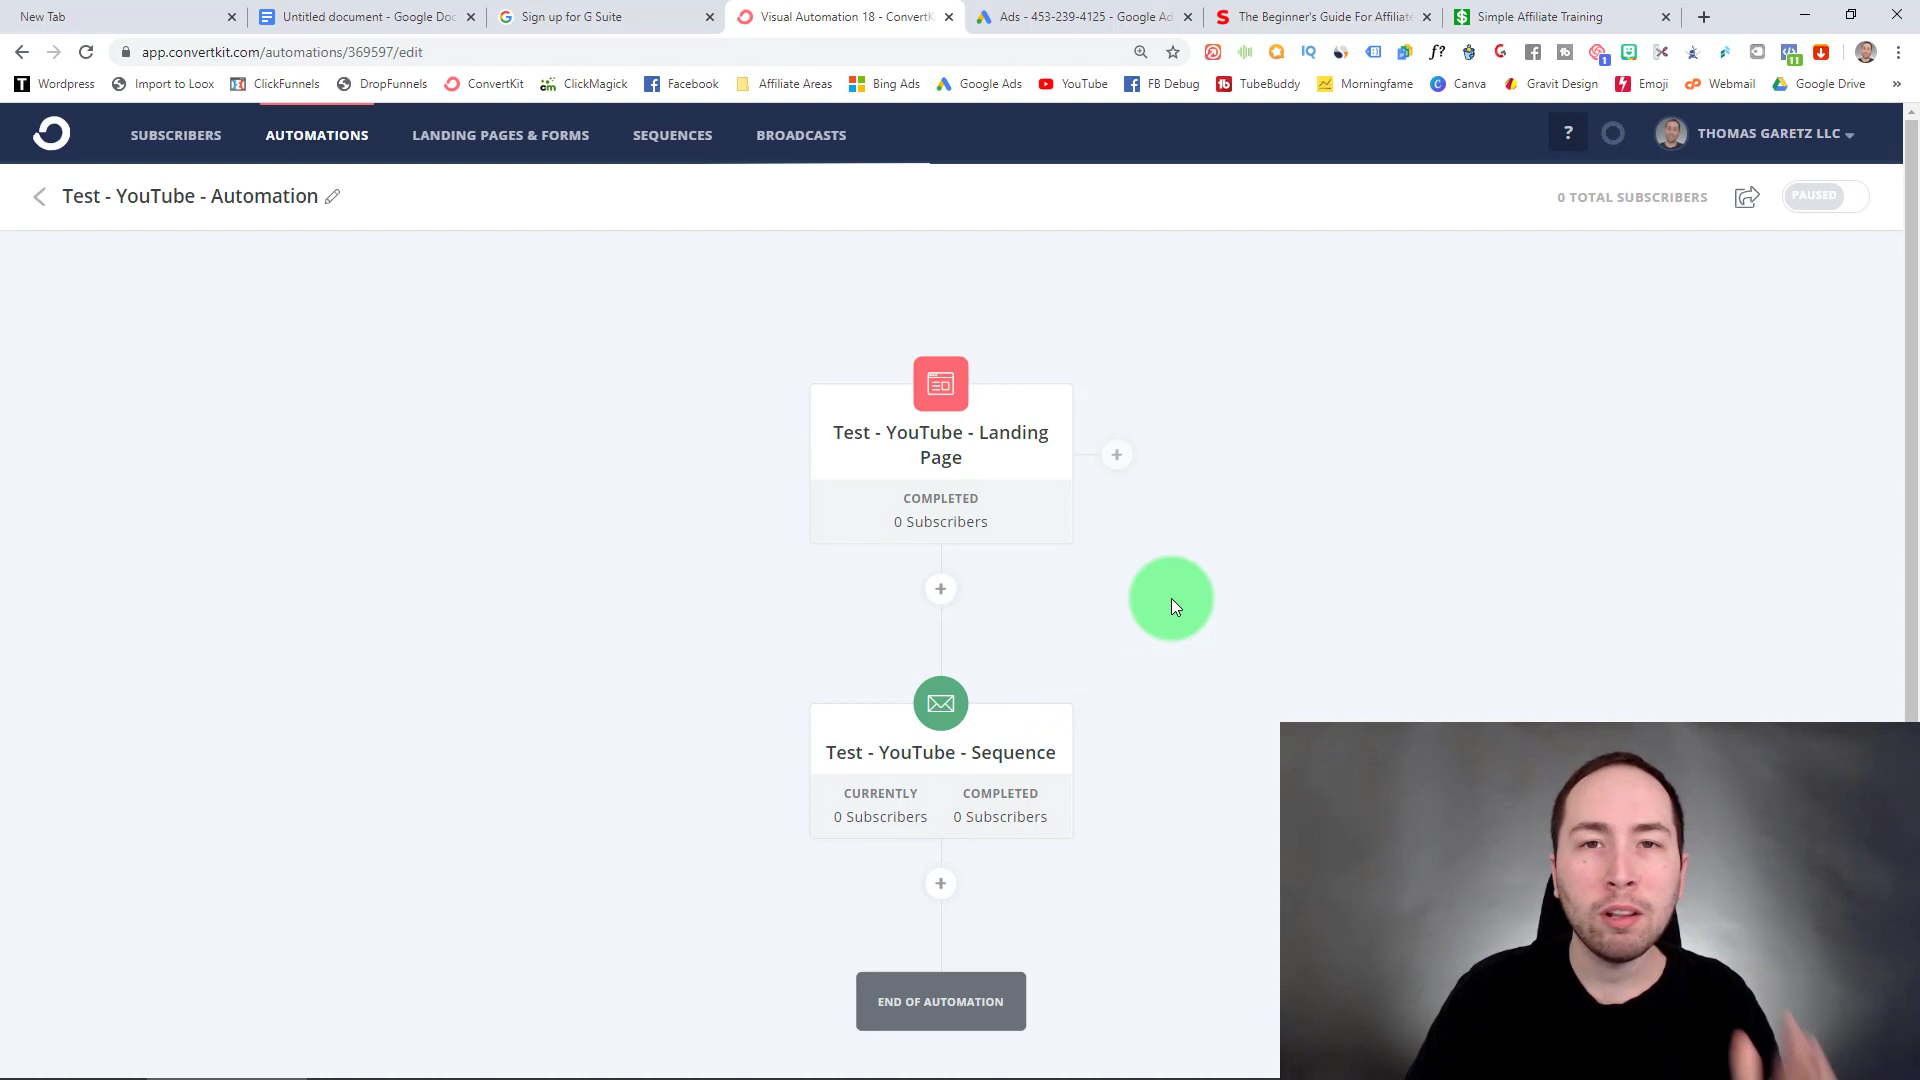 New Tab
Untitled document - Google Doc
Sign up for G Suite
Visual Automation 18 - ConvertK
Ads - 453-239-4125 - Google Ad
The Beginner's Guide For Affiliate
Simple Affiliate Training
app.convertkit.com/automations/369597/edit
Wordpress
Import to Loox
ClickFunnels
DropFunnels
ConvertKit
ClickMagick
Facebook
Affiliate Areas
Bing Ads
Google Ads
YouTube
FB Debug
TubeBuddy
Morningfame
Canva
Gravit Design
Emoji
Webmail
Google Drive
SUBSCRIBERS
AUTOMATIONS
LANDING PAGES & FORMS
SEQUENCES
BROADCASTS
?
THOMAS GARETZ LLC
Test - YouTube - Automation
0 TOTAL SUBSCRIBERS
PAUSED
Test - YouTube - Landing
Page
COMPLETED
0 Subscribers
Test - YouTube - Sequence
CURRENTLY
0 Subscribers
COMPLETED
0 Subscribers
END OF AUTOMATION